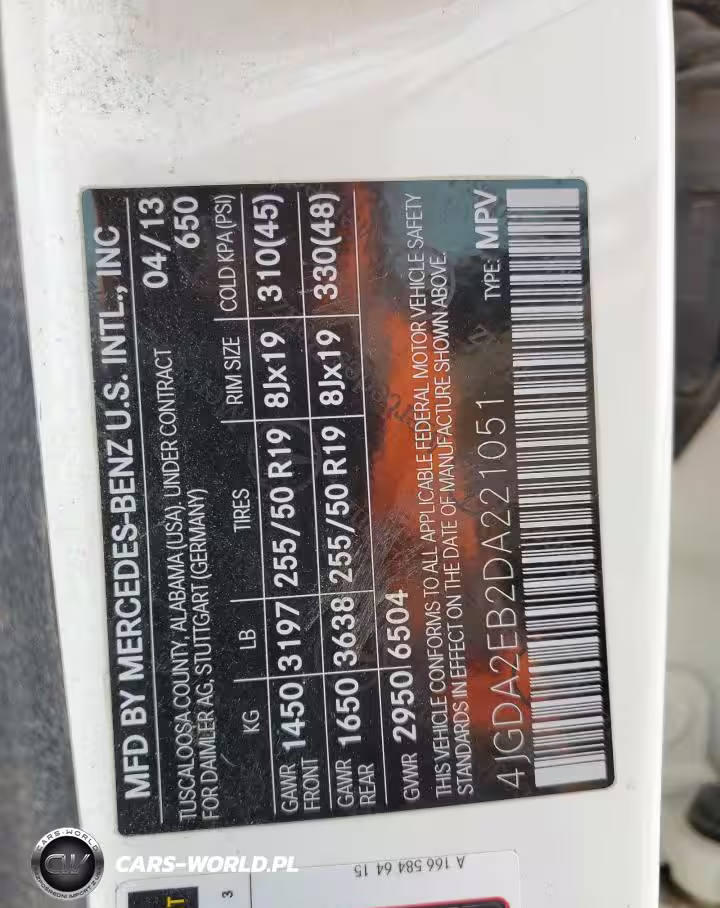 MFD BY MERCEDES-BENZ U.S. INTL., INC
TUSCALOOSA COUNTY, ALABAMA (USA), UNDER CONTRACT 04/13
FOR DAIMLER AG, STUTTGART (GERMANY) 650
KG LB TIRES RIM SIZE COLD KPA (PSI)
GAWR FRONT 1450 3197 255/50 R19 8Jx19 310(45)
GAWR REAR 1650 3638 255/50 R19 8Jx19 330(48)
GVWR 2950 6504
THIS VEHICLE CONFORMS TO ALL APPLICABLE FEDERAL MOTOR VEHICLE SAFETY
STANDARDS IN EFFECT ON THE DATE OF MANUFACTURE SHOWN ABOVE.
4JGDA2EB2DA221051 TYPE: MPV
A 166 584 64 15
3
CARS-WORLD
CW
CARS-WORLD.PL